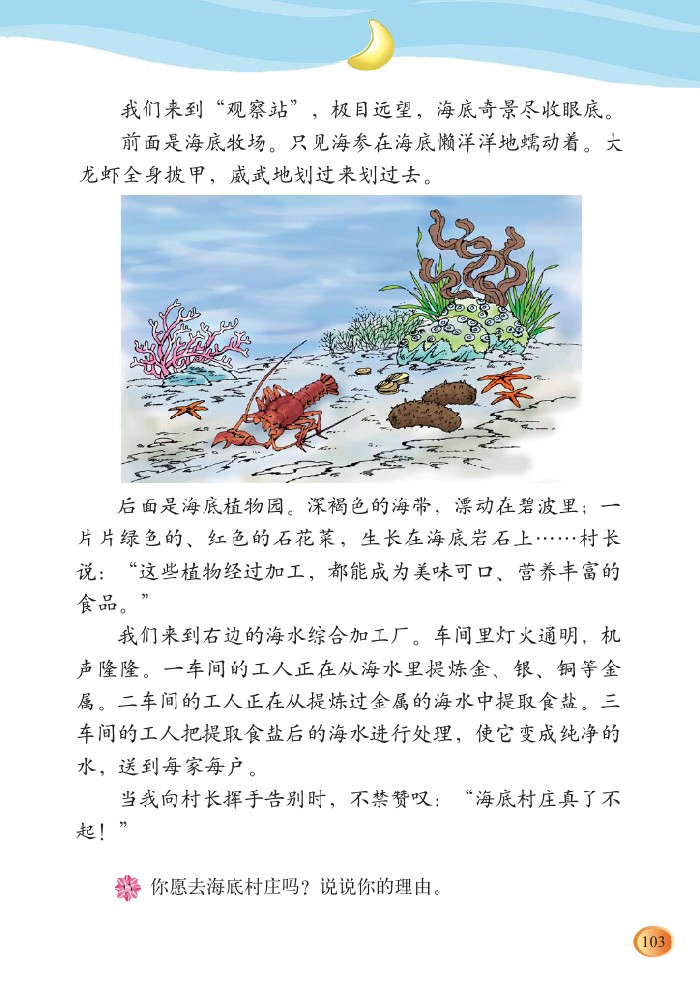 我们来到“观察站”，极目远望，海底奇景尽收眼底。
前面是海底牧场。只见海参在海底懒洋洋地蠕动着。大
龙虾全身披甲，威武地划过来划过去。
后面是海底植物园。深褐色的海带，漂动在碧波里；一
片片绿色的、红色的石花菜，生长在海底岩石上……村长
说：“这些植物经过加工，都能成为美味可口、营养丰富的
食品。”
我们来到右边的海水综合加工厂。车间里灯火通明，机
声隆隆。一车间的工人正在从海水里提炼金、银、铜等金
属。二车间的工人正在从提炼过金属的海水中提取食盐。三
车间的工人把提取食盐后的海水进行处理，使它变成纯净的
水，送到每家每户。
当我向村长挥手告别时，不禁赞叹：“海底村庄真了不
起！”
你愿去海底村庄吗？说说你的理由。
103